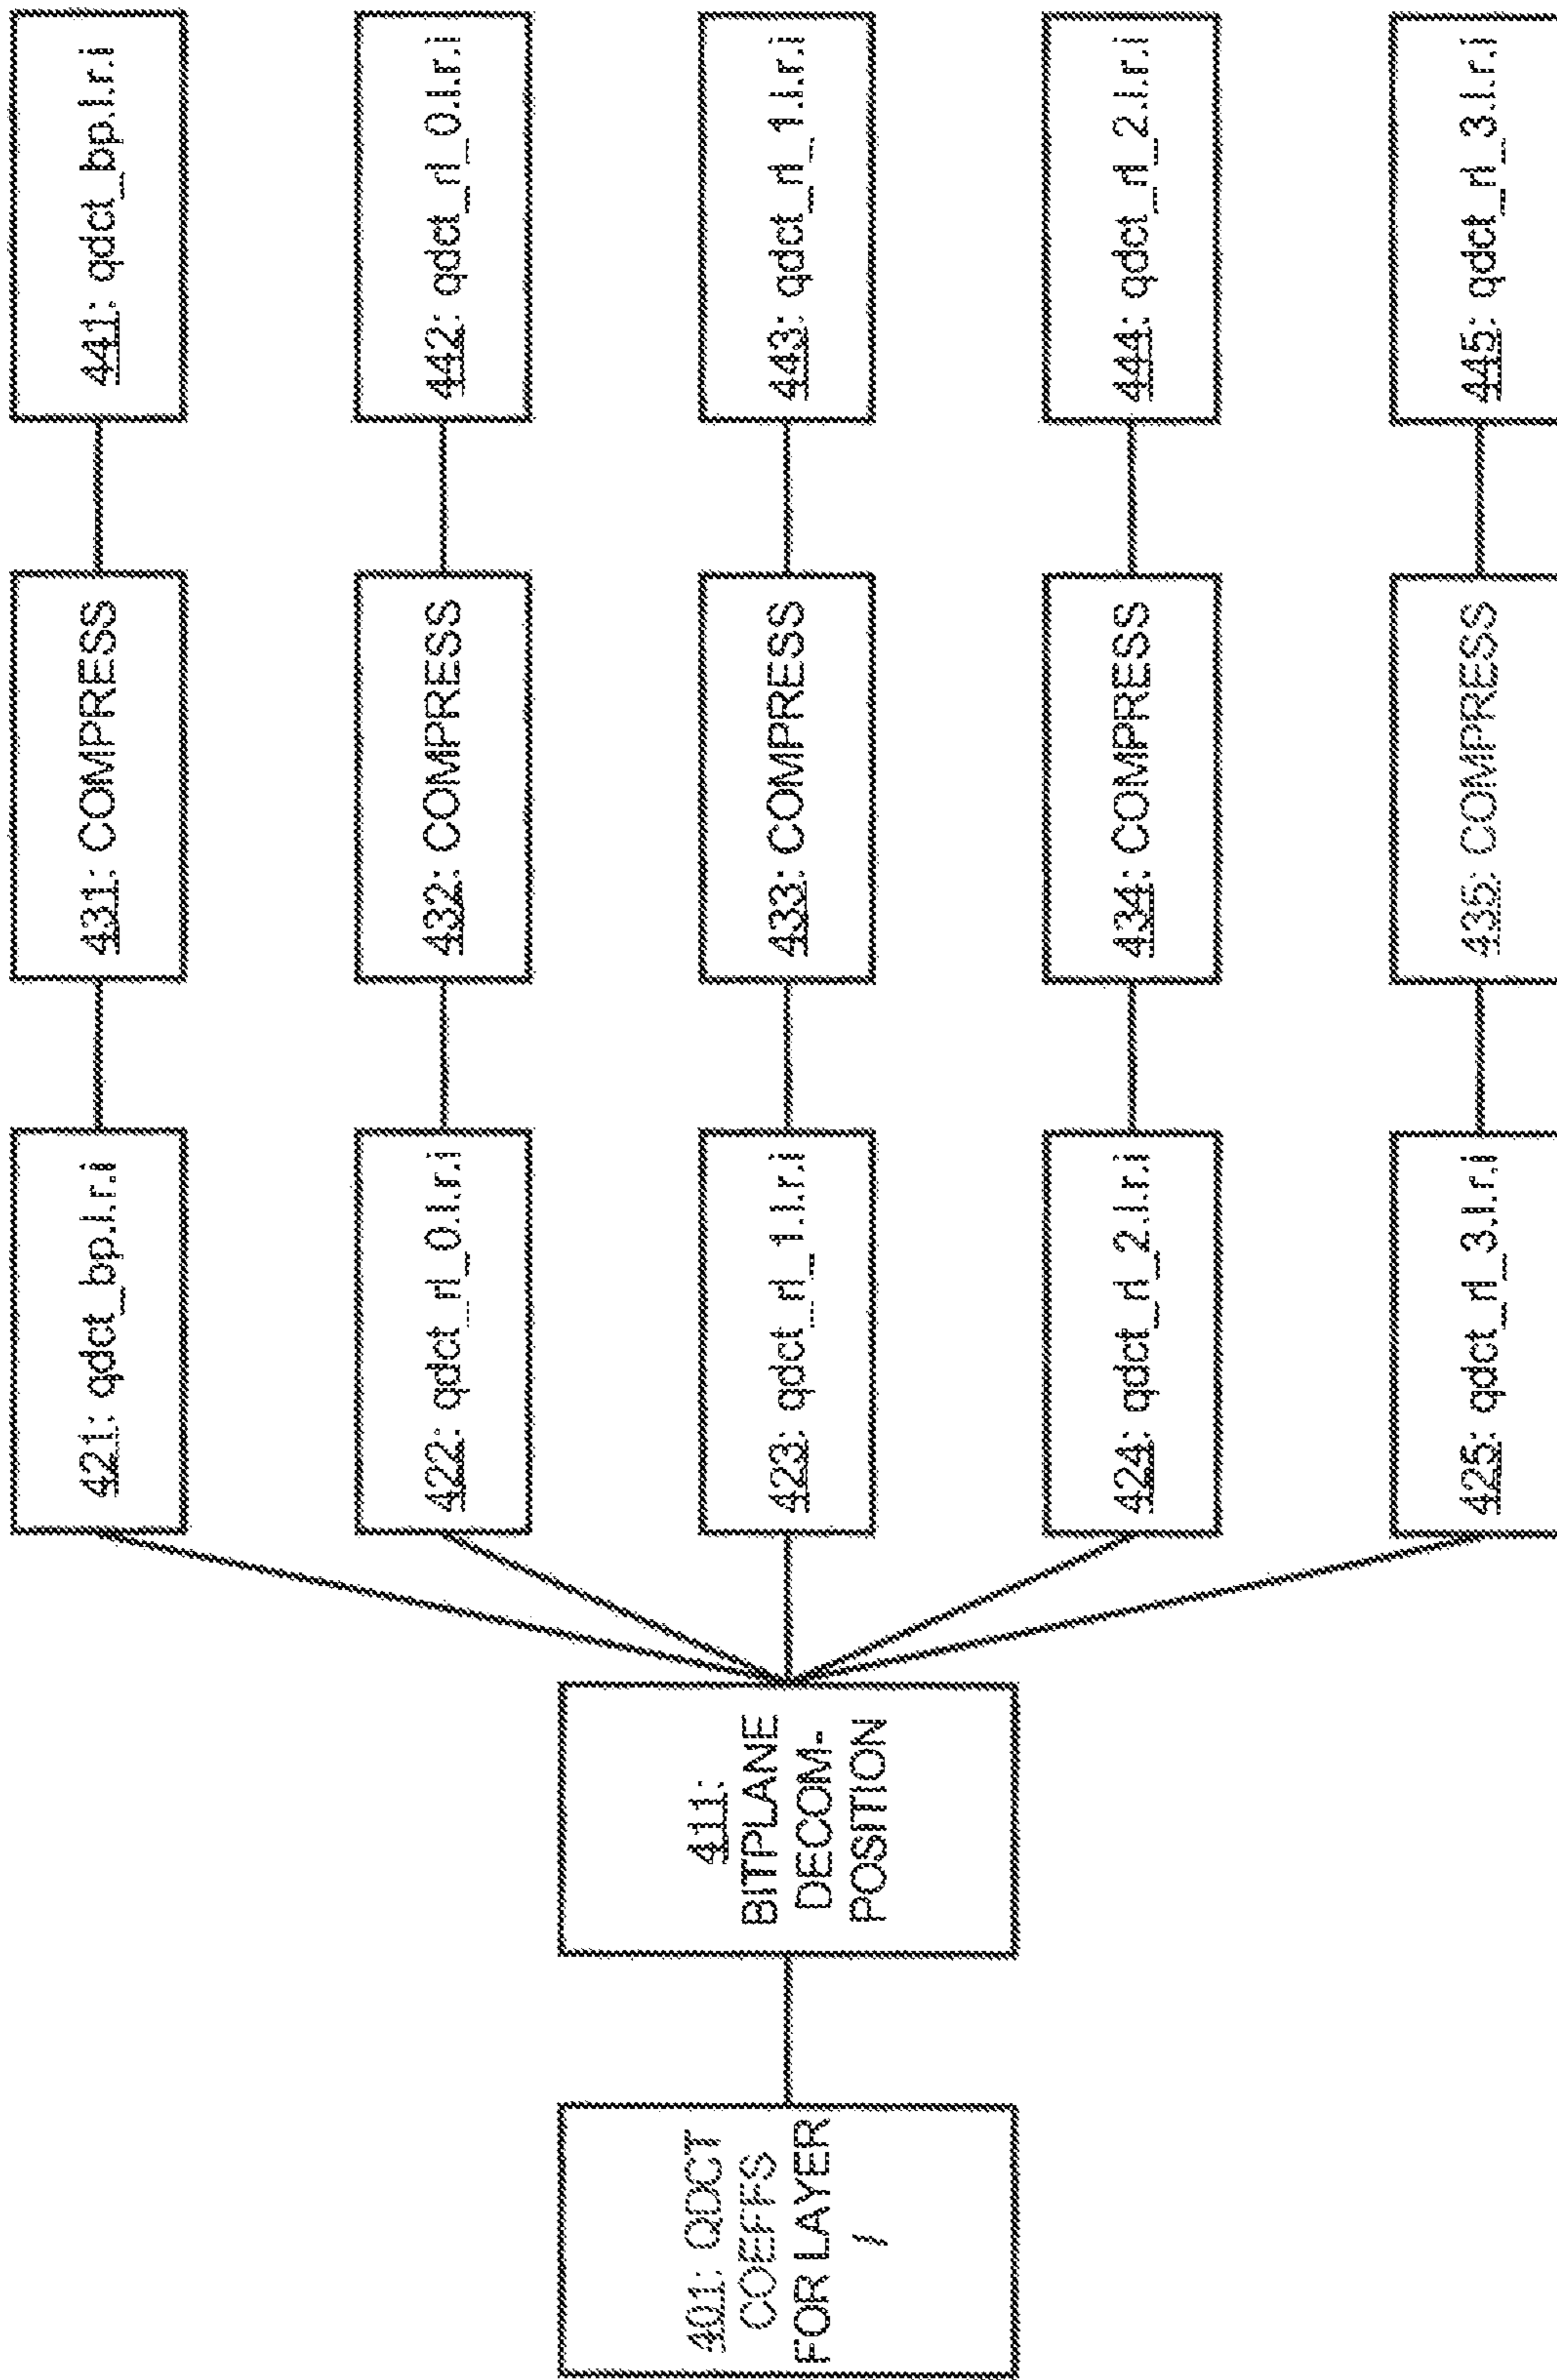 401: QDCT
COEFFS
FOR LAYER
l
411:
BITPLANE
DECOM-
POSITION
421: qdct_bp.l.r.i
431: COMPRESS
441: qdct_bp.l.r.i
422: qdct_rl_0.l.r.i
432: COMPRESS
442: qdct_rl_0.l.r.i
423: qdct_rl_1.l.r.i
433: COMPRESS
443: qdct_rl_1.l.r.i
424: qdct_rl_2.l.r.i
434: COMPRESS
444: qdct_rl_2.l.r.i
425: qdct_rl_3.l.r.i
435: COMPRESS
445: qdct_rl_3.l.r.i